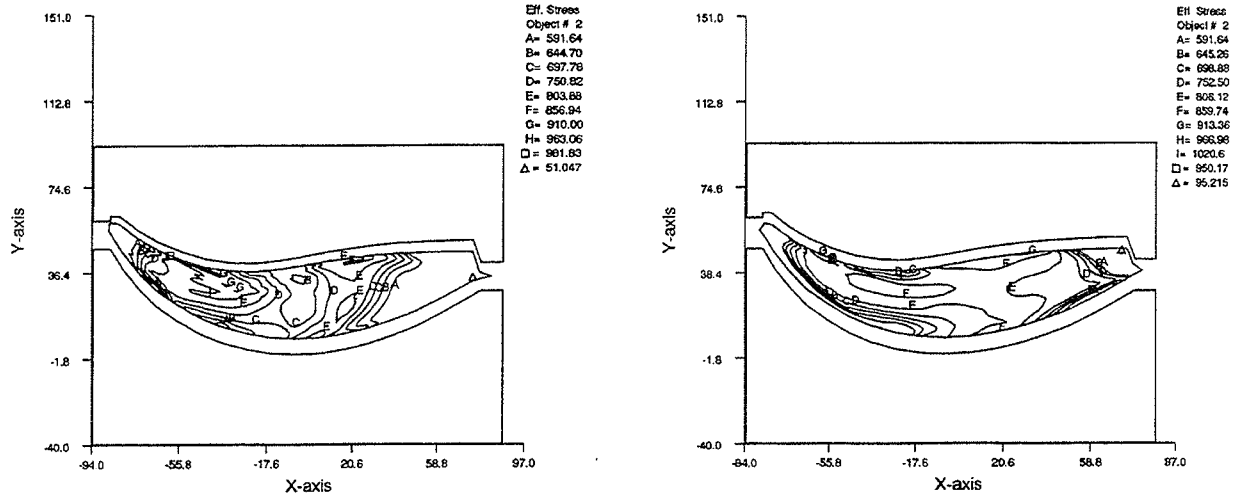 Eff. Stress
Object # 2
A= 591.64
B= 644.70
C= 697.76
D= 750.82
E= 803.88
F= 856.94
G= 910.00
H= 963.06
□= 981.83
△= 51.047
151.0
112.8
74.6
36.4
-1.8
-40.0
Y-axis
-94.0
-55.8
-17.6
20.6
58.8
97.0
X-axis
Eff. Stress
Object # 2
A= 591.64
B= 645.26
C= 698.88
D= 752.50
E= 806.12
F= 859.74
G= 913.36
H= 966.98
I= 1020.6
□= 950.17
△= 95.215
151.0
112.8
74.6
38.4
-1.8
-40.0
Y-axis
-84.0
-55.8
-17.6
20.6
58.8
97.0
X-axis